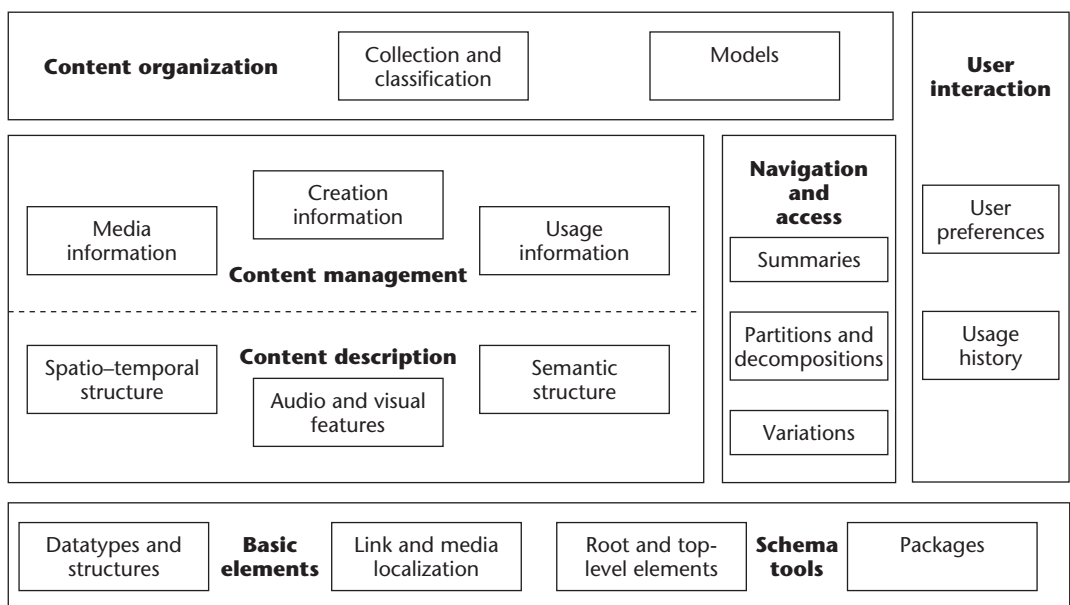 Content organization
Collection and
classification
Models
User
interaction
User
preferences
Usage
history
Media
information
Creation
information
Usage
information
Content management
Content description
Spatio–temporal
structure
Audio and visual
features
Semantic
structure
Navigation
and
access
Summaries
Partitions and
decompositions
Variations
Datatypes and
structures
Basic
elements
Link and media
localization
Root and top-
level elements
Schema
tools
Packages